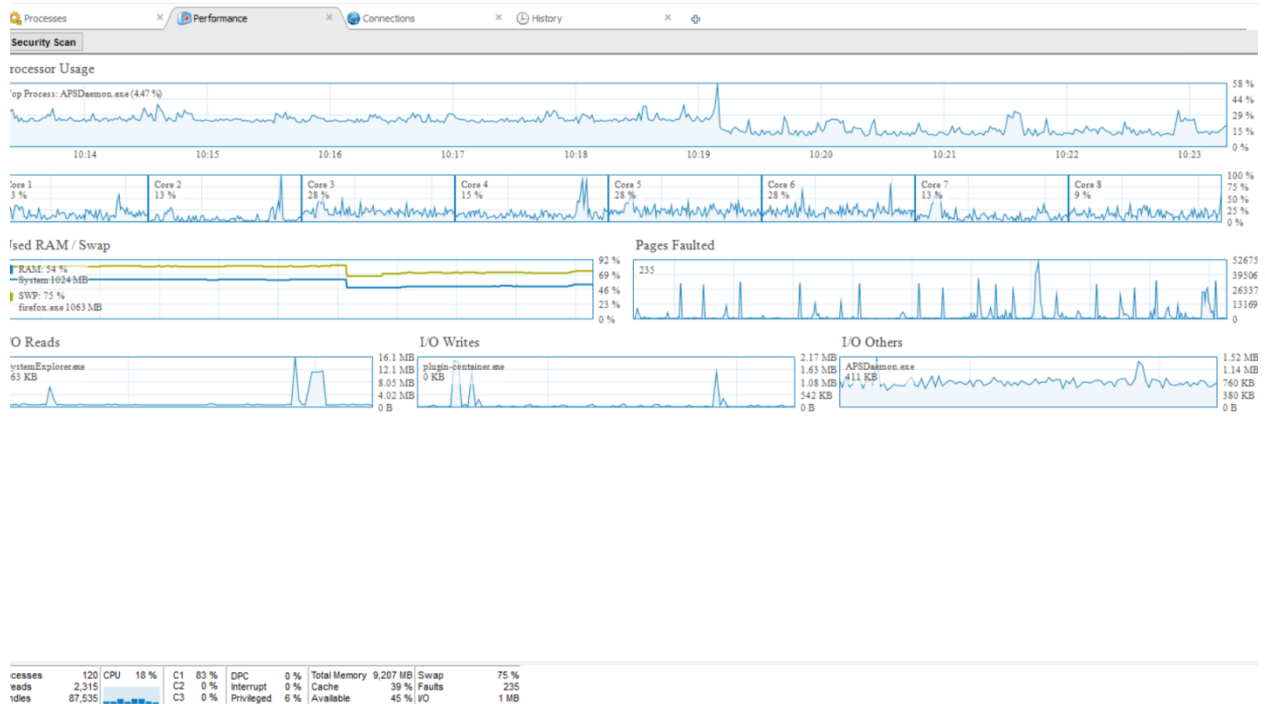 Processes
Performance
Connections
History
Security Scan
rocessor Usage
op Process: APSDaemon.exe (4.47 %)
58 %
44 %
29 %
15 %
0 %
10:14 10:15 10:16 10:17 10:18 10:19 10:20 10:21 10:22 10:23
Core 1
3 %
Core 2
13 %
Core 3
28 %
Core 4
15 %
Core 5
28 %
Core 6
28 %
Core 7
13 %
Core 8
9 %
100 %
75 %
50 %
25 %
0 %
Used RAM / Swap
RAM: 54 %
System 1024 MB
SWP: 75 %
firefox.exe 1063 MB
92 %
69 %
46 %
23 %
0 %
Pages Faulted
235
52675
39506
26337
13169
0
I/O Reads
ystemExplorer.exe
63 KB
16.1 MB
12.1 MB
8.05 MB
4.02 MB
0 B
I/O Writes
plugin-container.exe
0 KB
2.17 MB
1.63 MB
1.08 MB
542 KB
0 B
I/O Others
APSDaemon.exe
411 KB
1.52 MB
1.14 MB
760 KB
380 KB
0 B
cesses 120 CPU 18 % C1 83 % DPC 0 % Total Memory 9,207 MB Swap 75 %
eads 2,315 C2 0 % Interrupt 0 % Cache 39 % Faults 235
ndles 87,535 C3 0 % Privileged 6 % Available 45 % I/O 1 MB